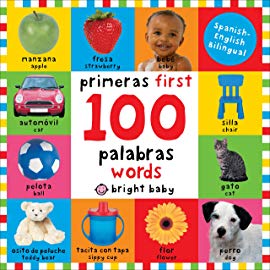 manzana
apple
fresa
strawberry
bebé
baby
Spanish-
English
Bilingual
automóvil
car
primeras first
100
palabras
words
bright baby
silla
chair
pelota
ball
gato
cat
osito de peluche
teddy bear
tacita con tapa
sippy cup
flor
flower
perro
dog